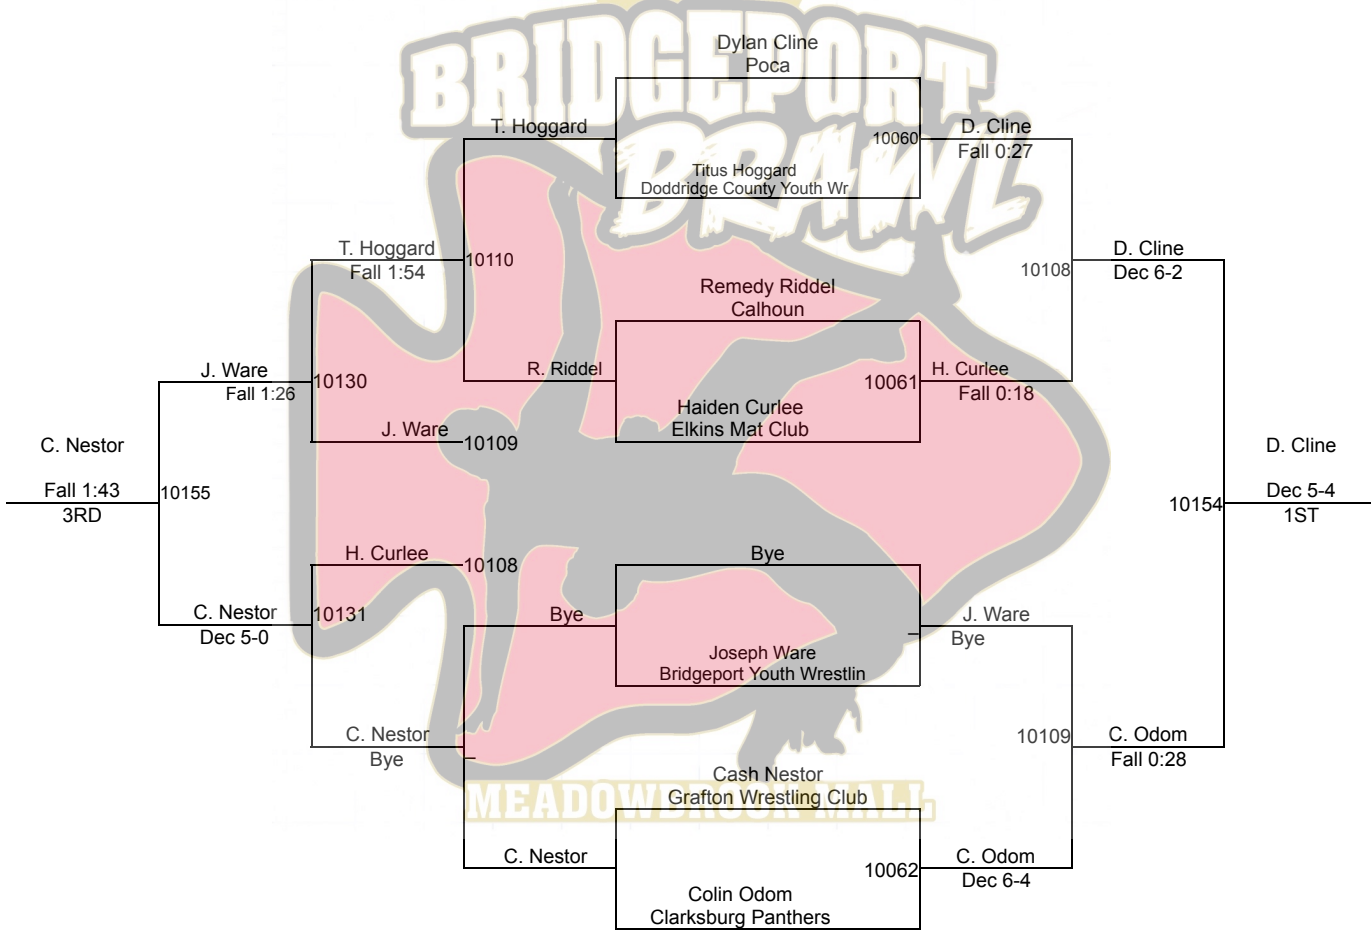 BRIDGEPORT
BRAWL
Dylan Cline
Poca
T. Hoggard
10060
D. Cline
Fall 0:27
Titus Hoggard
Doddridge County Youth Wr
T. Hoggard
Fall 1:54
10110
10108
D. Cline
Dec 6-2
Remedy Riddel
Calhoun
J. Ware
Fall 1:26
10130
R. Riddel
10061
H. Curlee
Fall 0:18
Haiden Curlee
Elkins Mat Club
J. Ware
10109
C. Nestor
Fall 1:43
3RD
10155
D. Cline
10154
Dec 5-4
1ST
H. Curlee
10108
Bye
C. Nestor
Dec 5-0
10131
Bye
J. Ware
Bye
Joseph Ware
Bridgeport Youth Wrestlin
C. Nestor
Bye
10109
C. Odom
Fall 0:28
Cash Nestor
Grafton Wrestling Club
MEADOWBROOK MALL
C. Nestor
10062
C. Odom
Dec 6-4
Colin Odom
Clarksburg Panthers